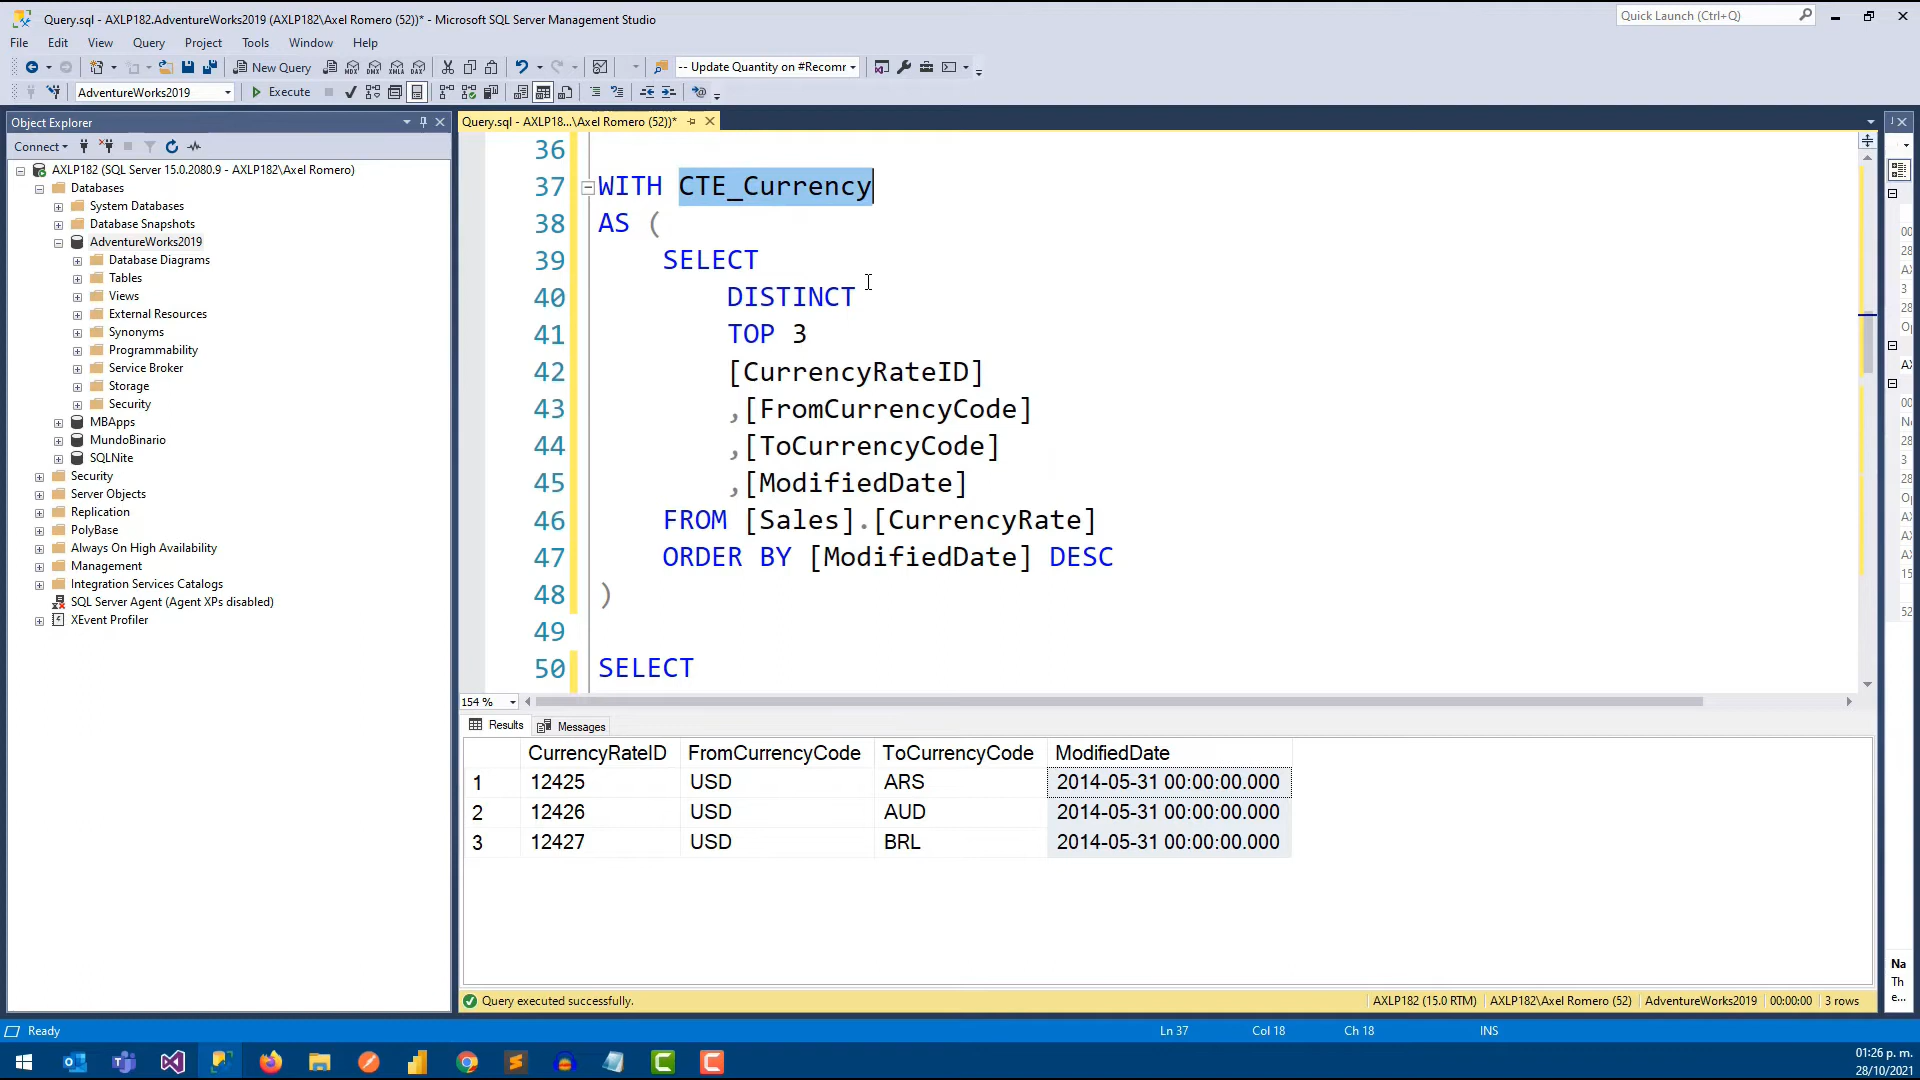 Query.sql - AXLP182.AdventureWorks2019 (AXLP182\Axel Romero (52))* - Microsoft SQL Server Management Studio
Quick Launch (Ctrl+Q)
File Edit View Query Project Tools Window Help
New Query
MDX DMX XMLA DAX
-- Update Quantity on #Recomr
AdventureWorks2019
Execute
Object Explorer
Connect
AXLP182 (SQL Server 15.0.2080.9 - AXLP182\Axel Romero)
Databases
System Databases
Database Snapshots
AdventureWorks2019
Database Diagrams
Tables
Views
External Resources
Synonyms
Programmability
Service Broker
Storage
Security
MBApps
MundoBinario
SQLNite
Security
Server Objects
Replication
PolyBase
Always On High Availability
Management
Integration Services Catalogs
SQL Server Agent (Agent XPs disabled)
XEvent Profiler
Query.sql - AXLP18...\Axel Romero (52))*
36
37 WITH CTE_Currency
38 AS (
39 SELECT
40 DISTINCT
41 TOP 3
42 [CurrencyRateID]
43 ,[FromCurrencyCode]
44 ,[ToCurrencyCode]
45 ,[ModifiedDate]
46 FROM [Sales].[CurrencyRate]
47 ORDER BY [ModifiedDate] DESC
48 )
49
50 SELECT
154 %
Results Messages
CurrencyRateID FromCurrencyCode ToCurrencyCode ModifiedDate
1 12425 USD ARS 2014-05-31 00:00:00.000
2 12426 USD AUD 2014-05-31 00:00:00.000
3 12427 USD BRL 2014-05-31 00:00:00.000
Query executed successfully.
AXLP182 (15.0 RTM) AXLP182\Axel Romero (52) AdventureWorks2019 00:00:00 3 rows
Na
Th
e...
Ready
Ln 37 Col 18 Ch 18 INS
01:26 p. m.
28/10/2021